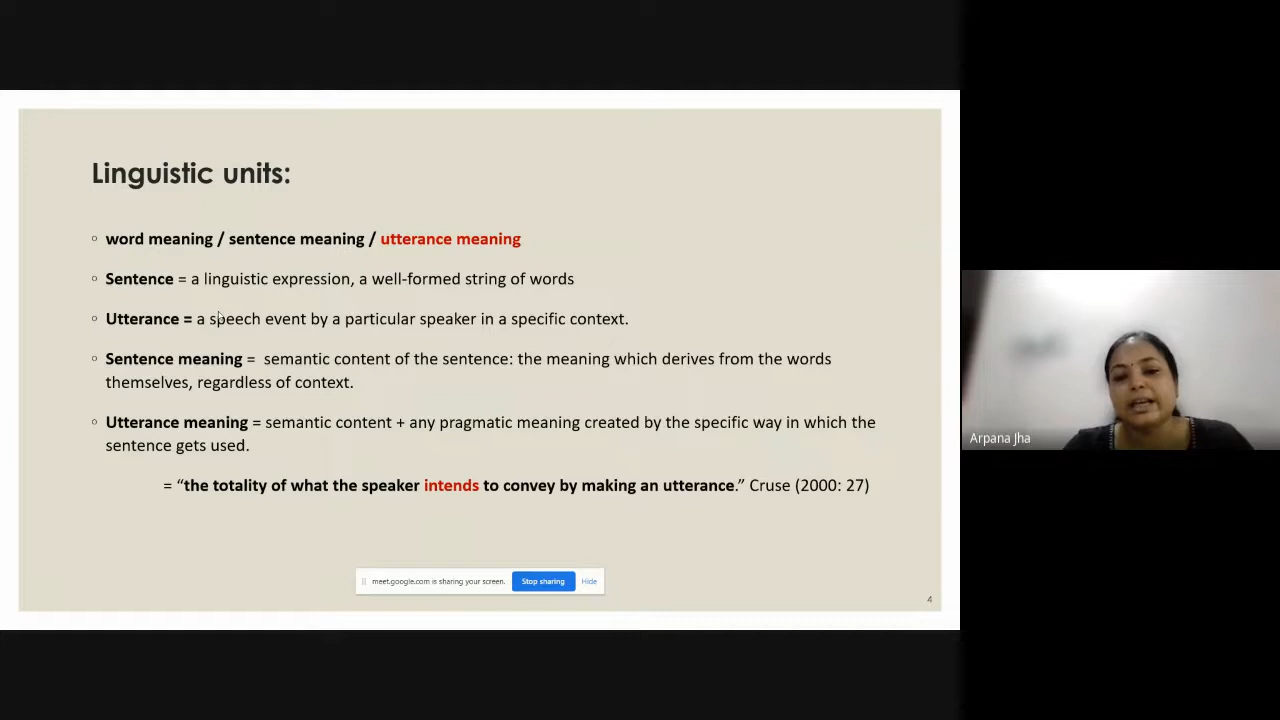 Linguistic units:
◦ word meaning / sentence meaning / utterance meaning
◦ Sentence = a linguistic expression, a well-formed string of words
◦ Utterance = a speech event by a particular speaker in a specific context.
◦ Sentence meaning = semantic content of the sentence: the meaning which derives from the words
themselves, regardless of context.
◦ Utterance meaning = semantic content + any pragmatic meaning created by the specific way in which the
sentence gets used.
= “the totality of what the speaker intends to convey by making an utterance.” Cruse (2000: 27)
meet.google.com is sharing your screen. Stop sharing Hide
4
Arpana Jha